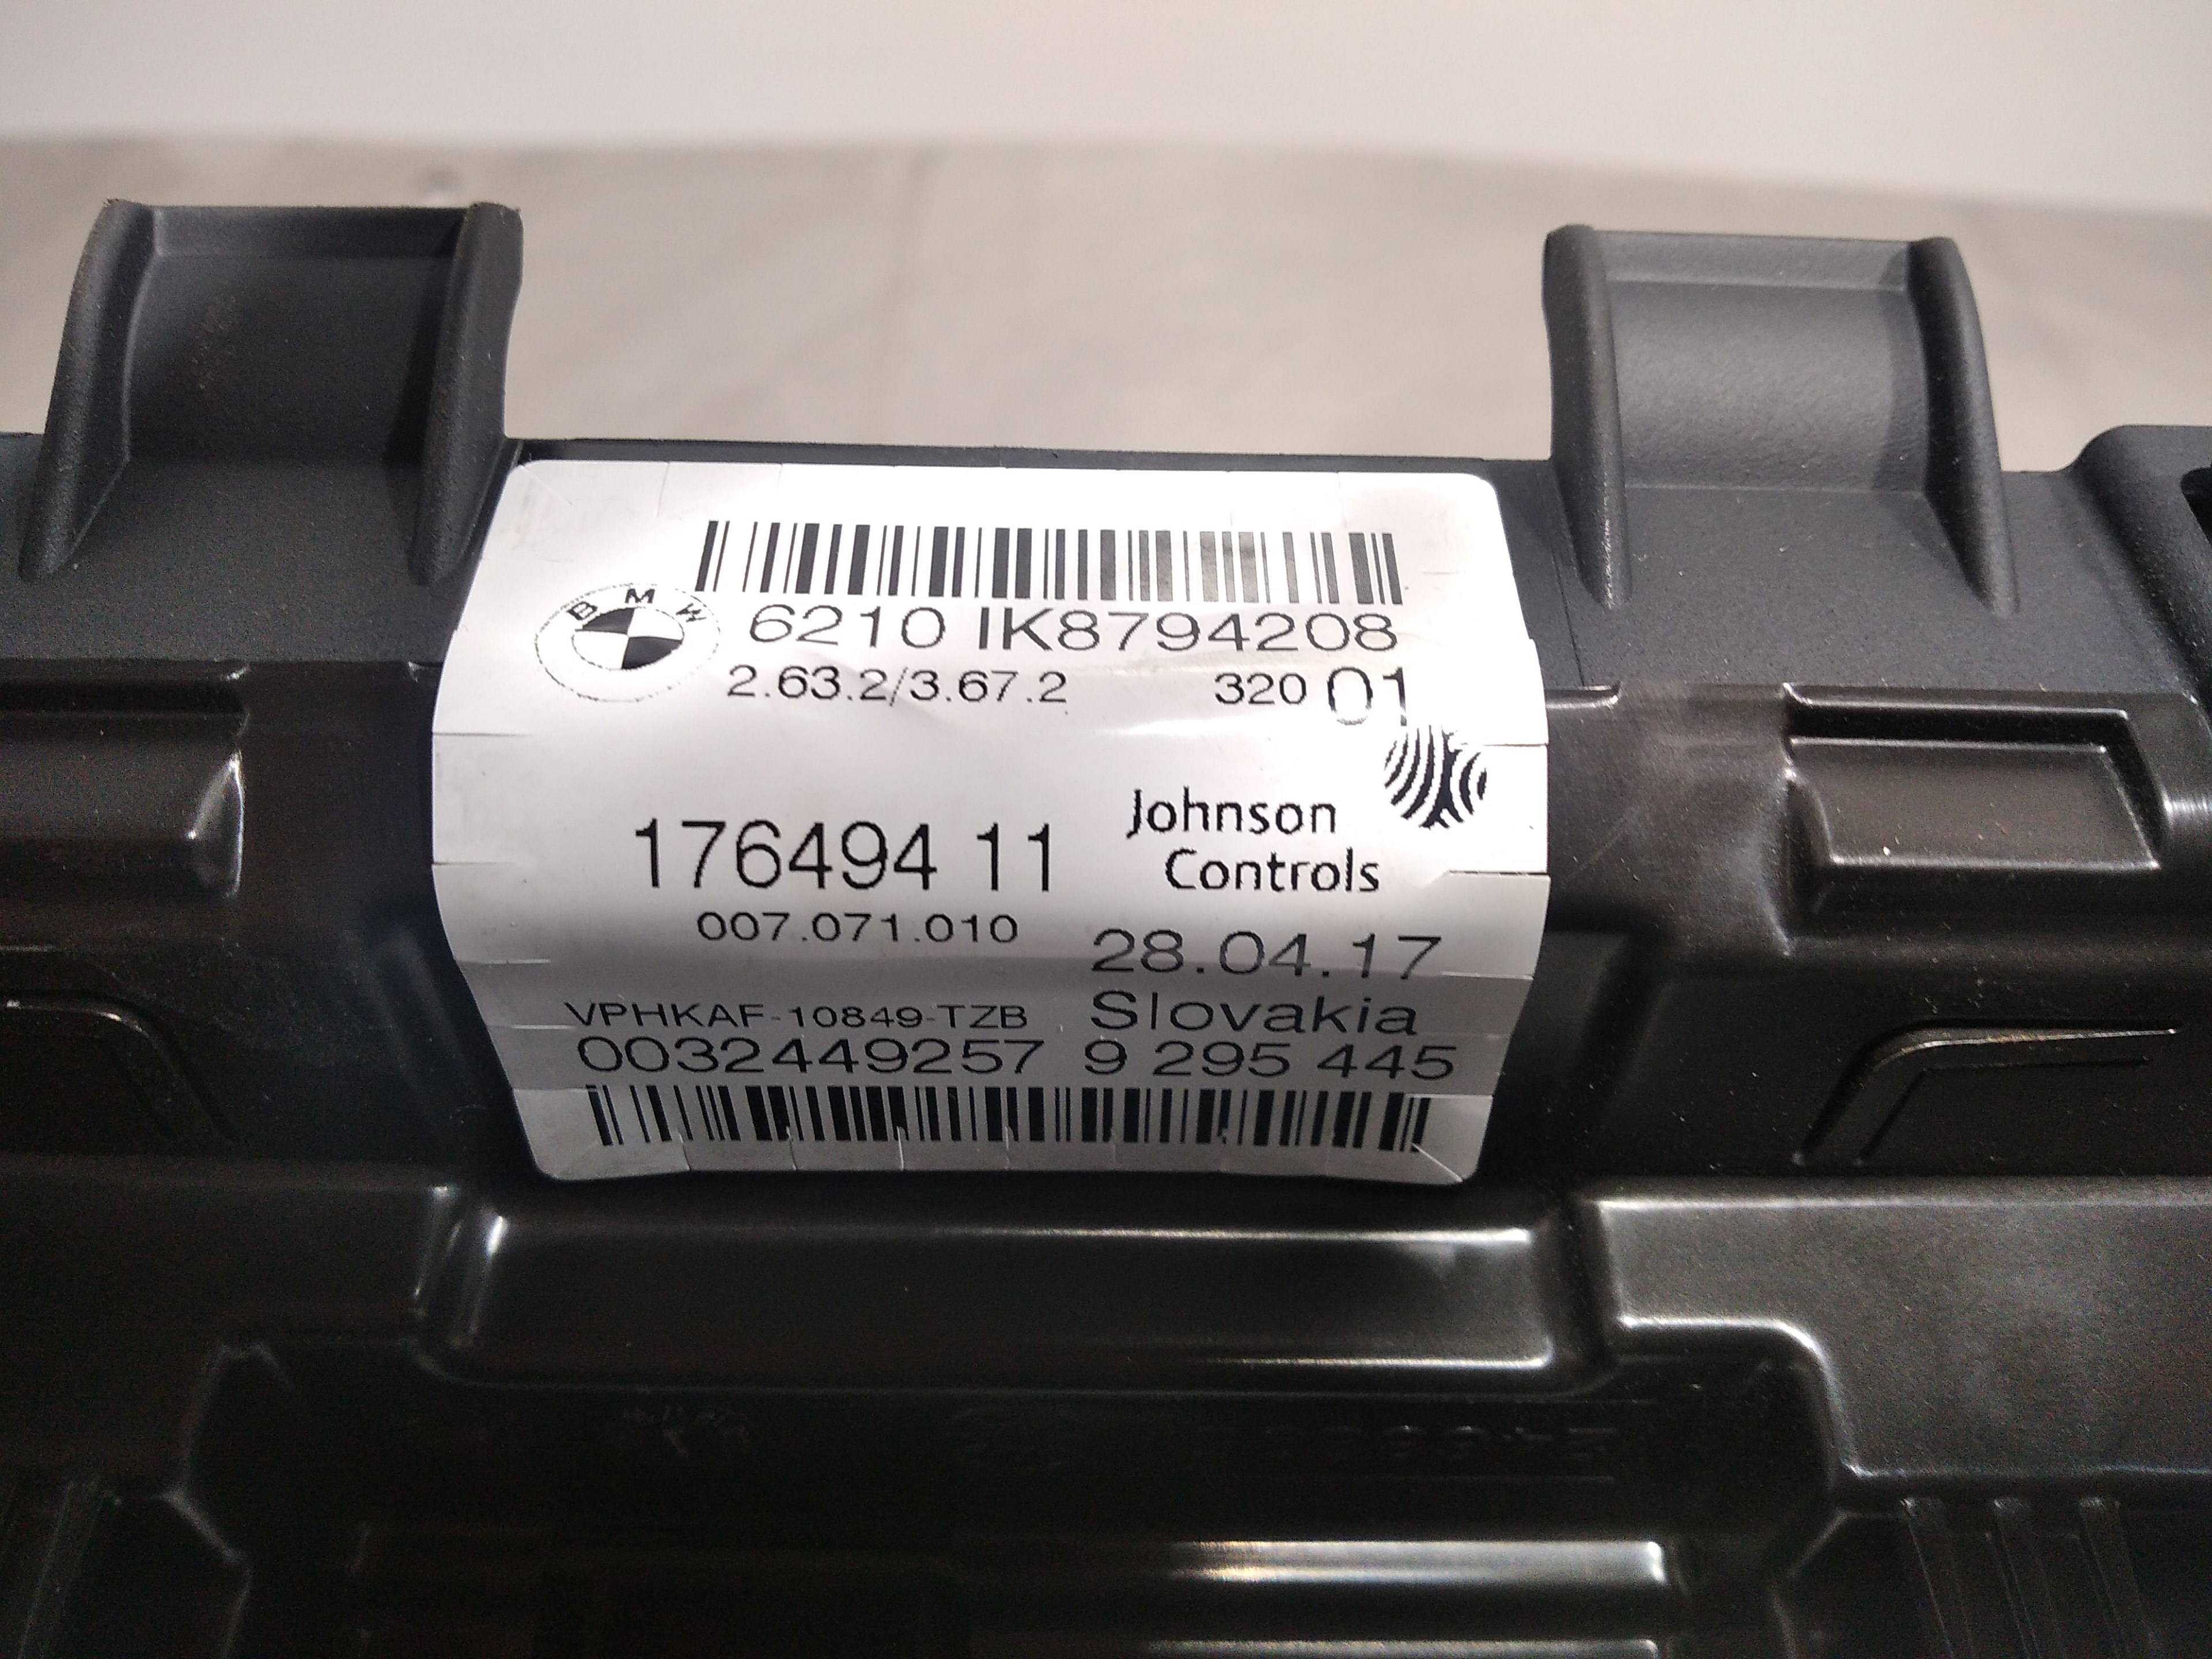 BMW
6210 IK8794208
2.63.2/3.67.2 320 01
Johnson
Controls
176494 11
007.071.010
28.04.17
VPHKAF-10849-TZB Slovakia
0032449257 9 295 445